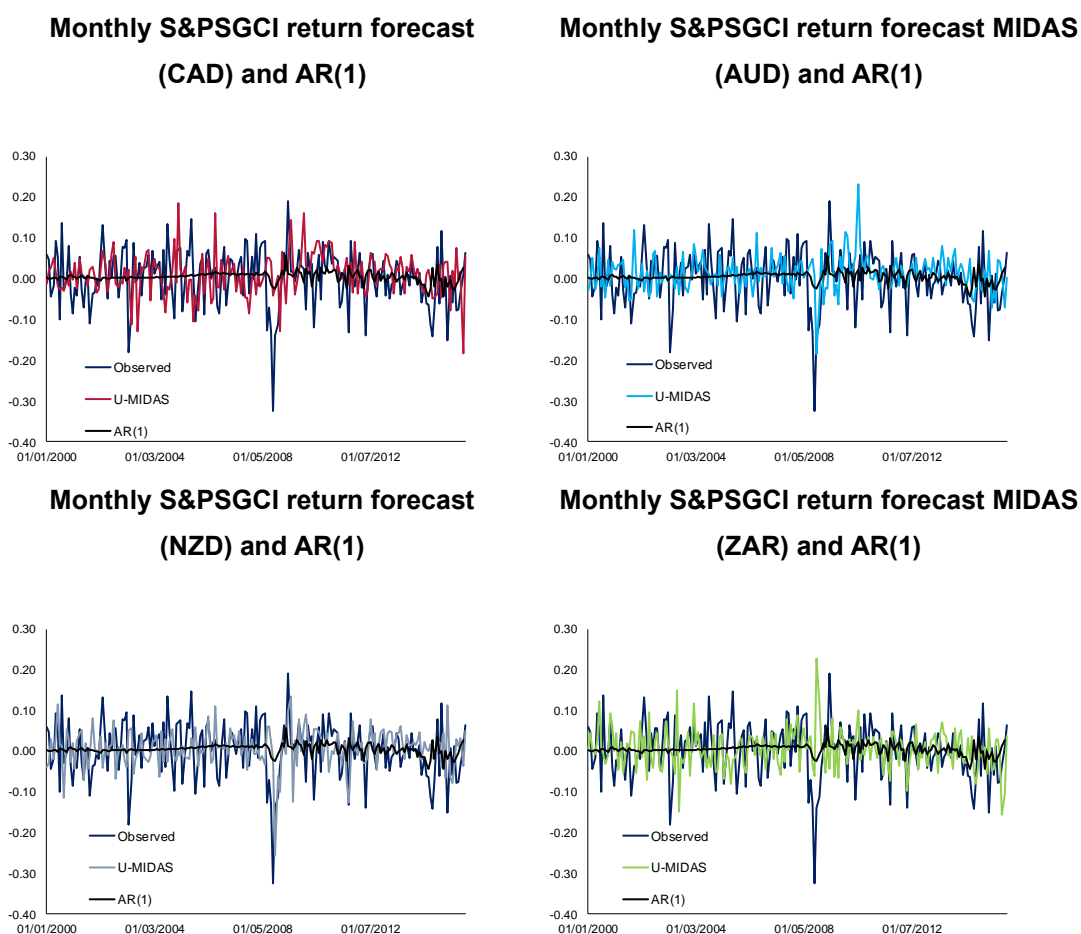 Monthly S&PSGCI return forecast
(CAD) and AR(1)
0.30
0.20
0.10
0.00
-0.10
-0.20
-0.30
-0.40
Observed
U-MIDAS
AR(1)
01/01/2000 01/03/2004 01/05/2008 01/07/2012
Monthly S&PSGCI return forecast MIDAS
(AUD) and AR(1)
0.30
0.20
0.10
0.00
-0.10
-0.20
-0.30
-0.40
Observed
U-MIDAS
AR(1)
01/01/2000 01/03/2004 01/05/2008 01/07/2012
Monthly S&PSGCI return forecast
(NZD) and AR(1)
0.30
0.20
0.10
0.00
-0.10
-0.20
-0.30
-0.40
Observed
U-MIDAS
AR(1)
01/01/2000 01/03/2004 01/05/2008 01/07/2012
Monthly S&PSGCI return forecast MIDAS
(ZAR) and AR(1)
0.30
0.20
0.10
0.00
-0.10
-0.20
-0.30
-0.40
Observed
U-MIDAS
AR(1)
01/01/2000 01/03/2004 01/05/2008 01/07/2012